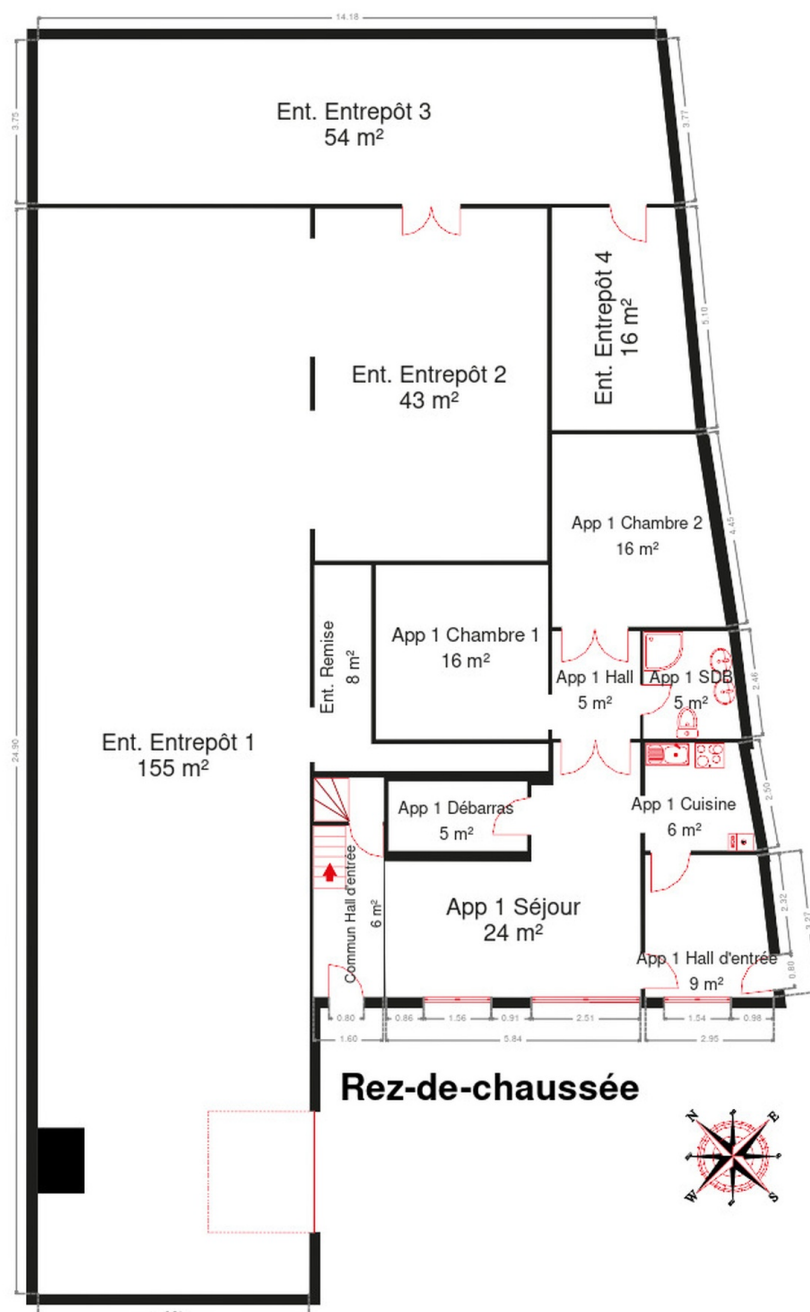 14.18
Ent. Entrepôt 3
54 m²
3.75
3.77
Ent. Entrepôt 4
16 m²
5.10
Ent. Entrepôt 2
43 m²
App 1 Chambre 2
16 m²
4.45
Ent. Remise
8 m²
App 1 Chambre 1
16 m²
App 1 Hall
5 m²
App 1 SDB
5 m²
2.46
Ent. Entrepôt 1
155 m²
24.90
App 1 Débarras
5 m²
App 1 Cuisine
6 m²
2.50
Commun Hall d'entrée
6 m²
App 1 Séjour
24 m²
App 1 Hall d'entrée
9 m²
2.32
3.27
0.80
0.80
0.86
1.56
0.91
2.51
1.54
0.98
1.60
5.84
2.95
Rez-de-chaussée
N
E
W
S